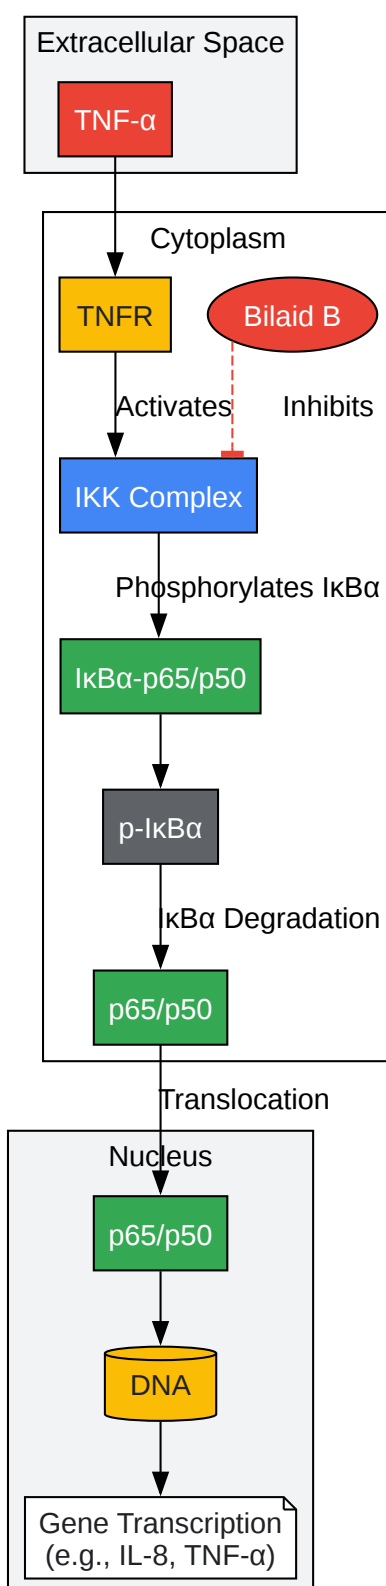 Extracellular Space
TNF-α
Cytoplasm
TNFR
Bilaid B
Activates
Inhibits
IKK Complex
Phosphorylates IκBα
IκBα-p65/p50
p-IκBα
IκBα Degradation
p65/p50
Translocation
Nucleus
p65/p50
DNA
Gene Transcription
(e.g., IL-8, TNF-α)